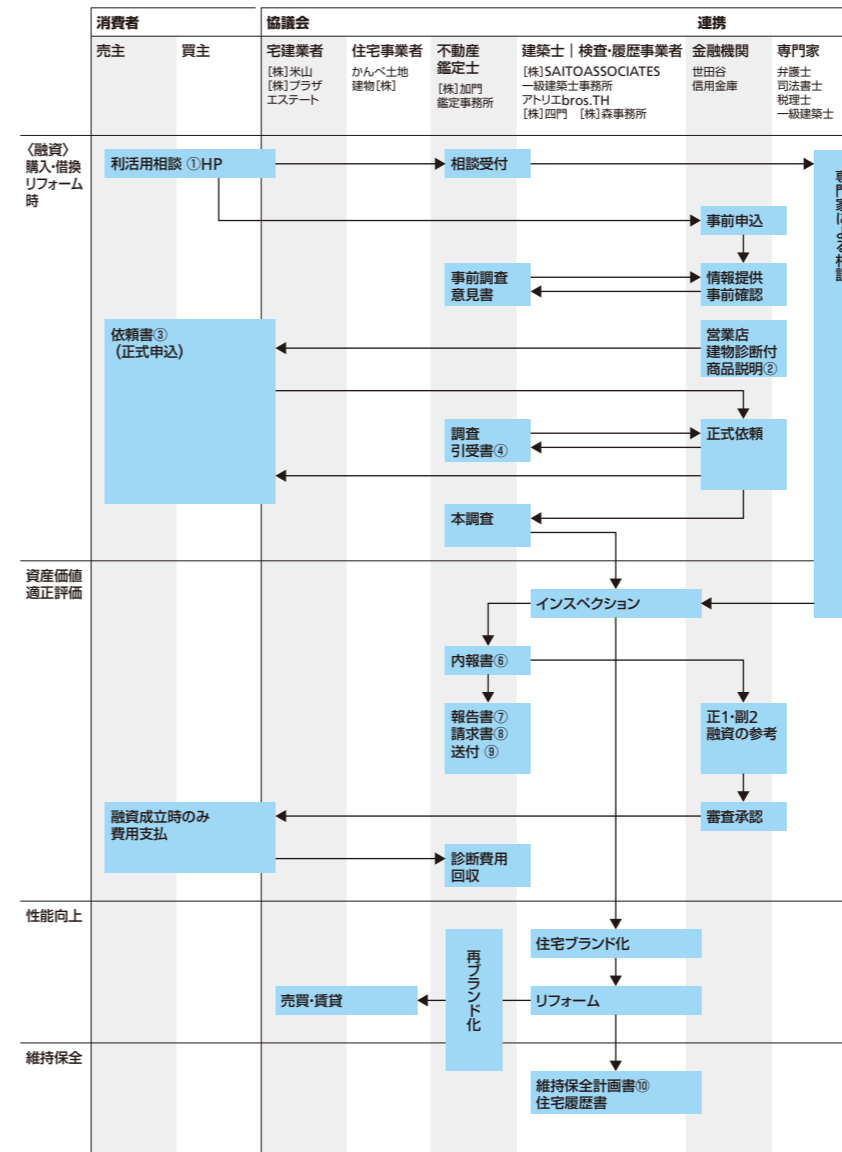 消費者
協議会
連携
売主
買主
宅建業者
[株]米山
[株]プラザ
エステート
住宅事業者
かんべ土地
建物[株]
不動産
鑑定士
[株]加門
鑑定事務所
建築士｜検査・履歴事業者
[株]SAITOASSOCIATES
一級建築士事務所
アトリエbros.TH
[株]四門　[株]森事務所
金融機関
世田谷
信用金庫
専門家
弁護士
司法書士
税理士
一級建築士
〈融資〉
購入・借換
リフォーム
時
利活用相談 ①HP
相談受付
専門家による相談
事前申込
事前調査
意見書
情報提供
事前確認
依頼書③
(正式申込)
営業店
建物診断付
商品説明②
調査
引受書④
正式依頼
本調査
資産価値
適正評価
インスペクション
内報書⑥
報告書⑦
請求書⑧
送付 ⑨
正1・副2
融資の参考
融資成立時のみ
費用支払
審査承認
診断費用
回収
性能向上
住宅ブランド化
再ブランド化
売買・賃貸
リフォーム
維持保全
維持保全計画書⑩
住宅履歴書